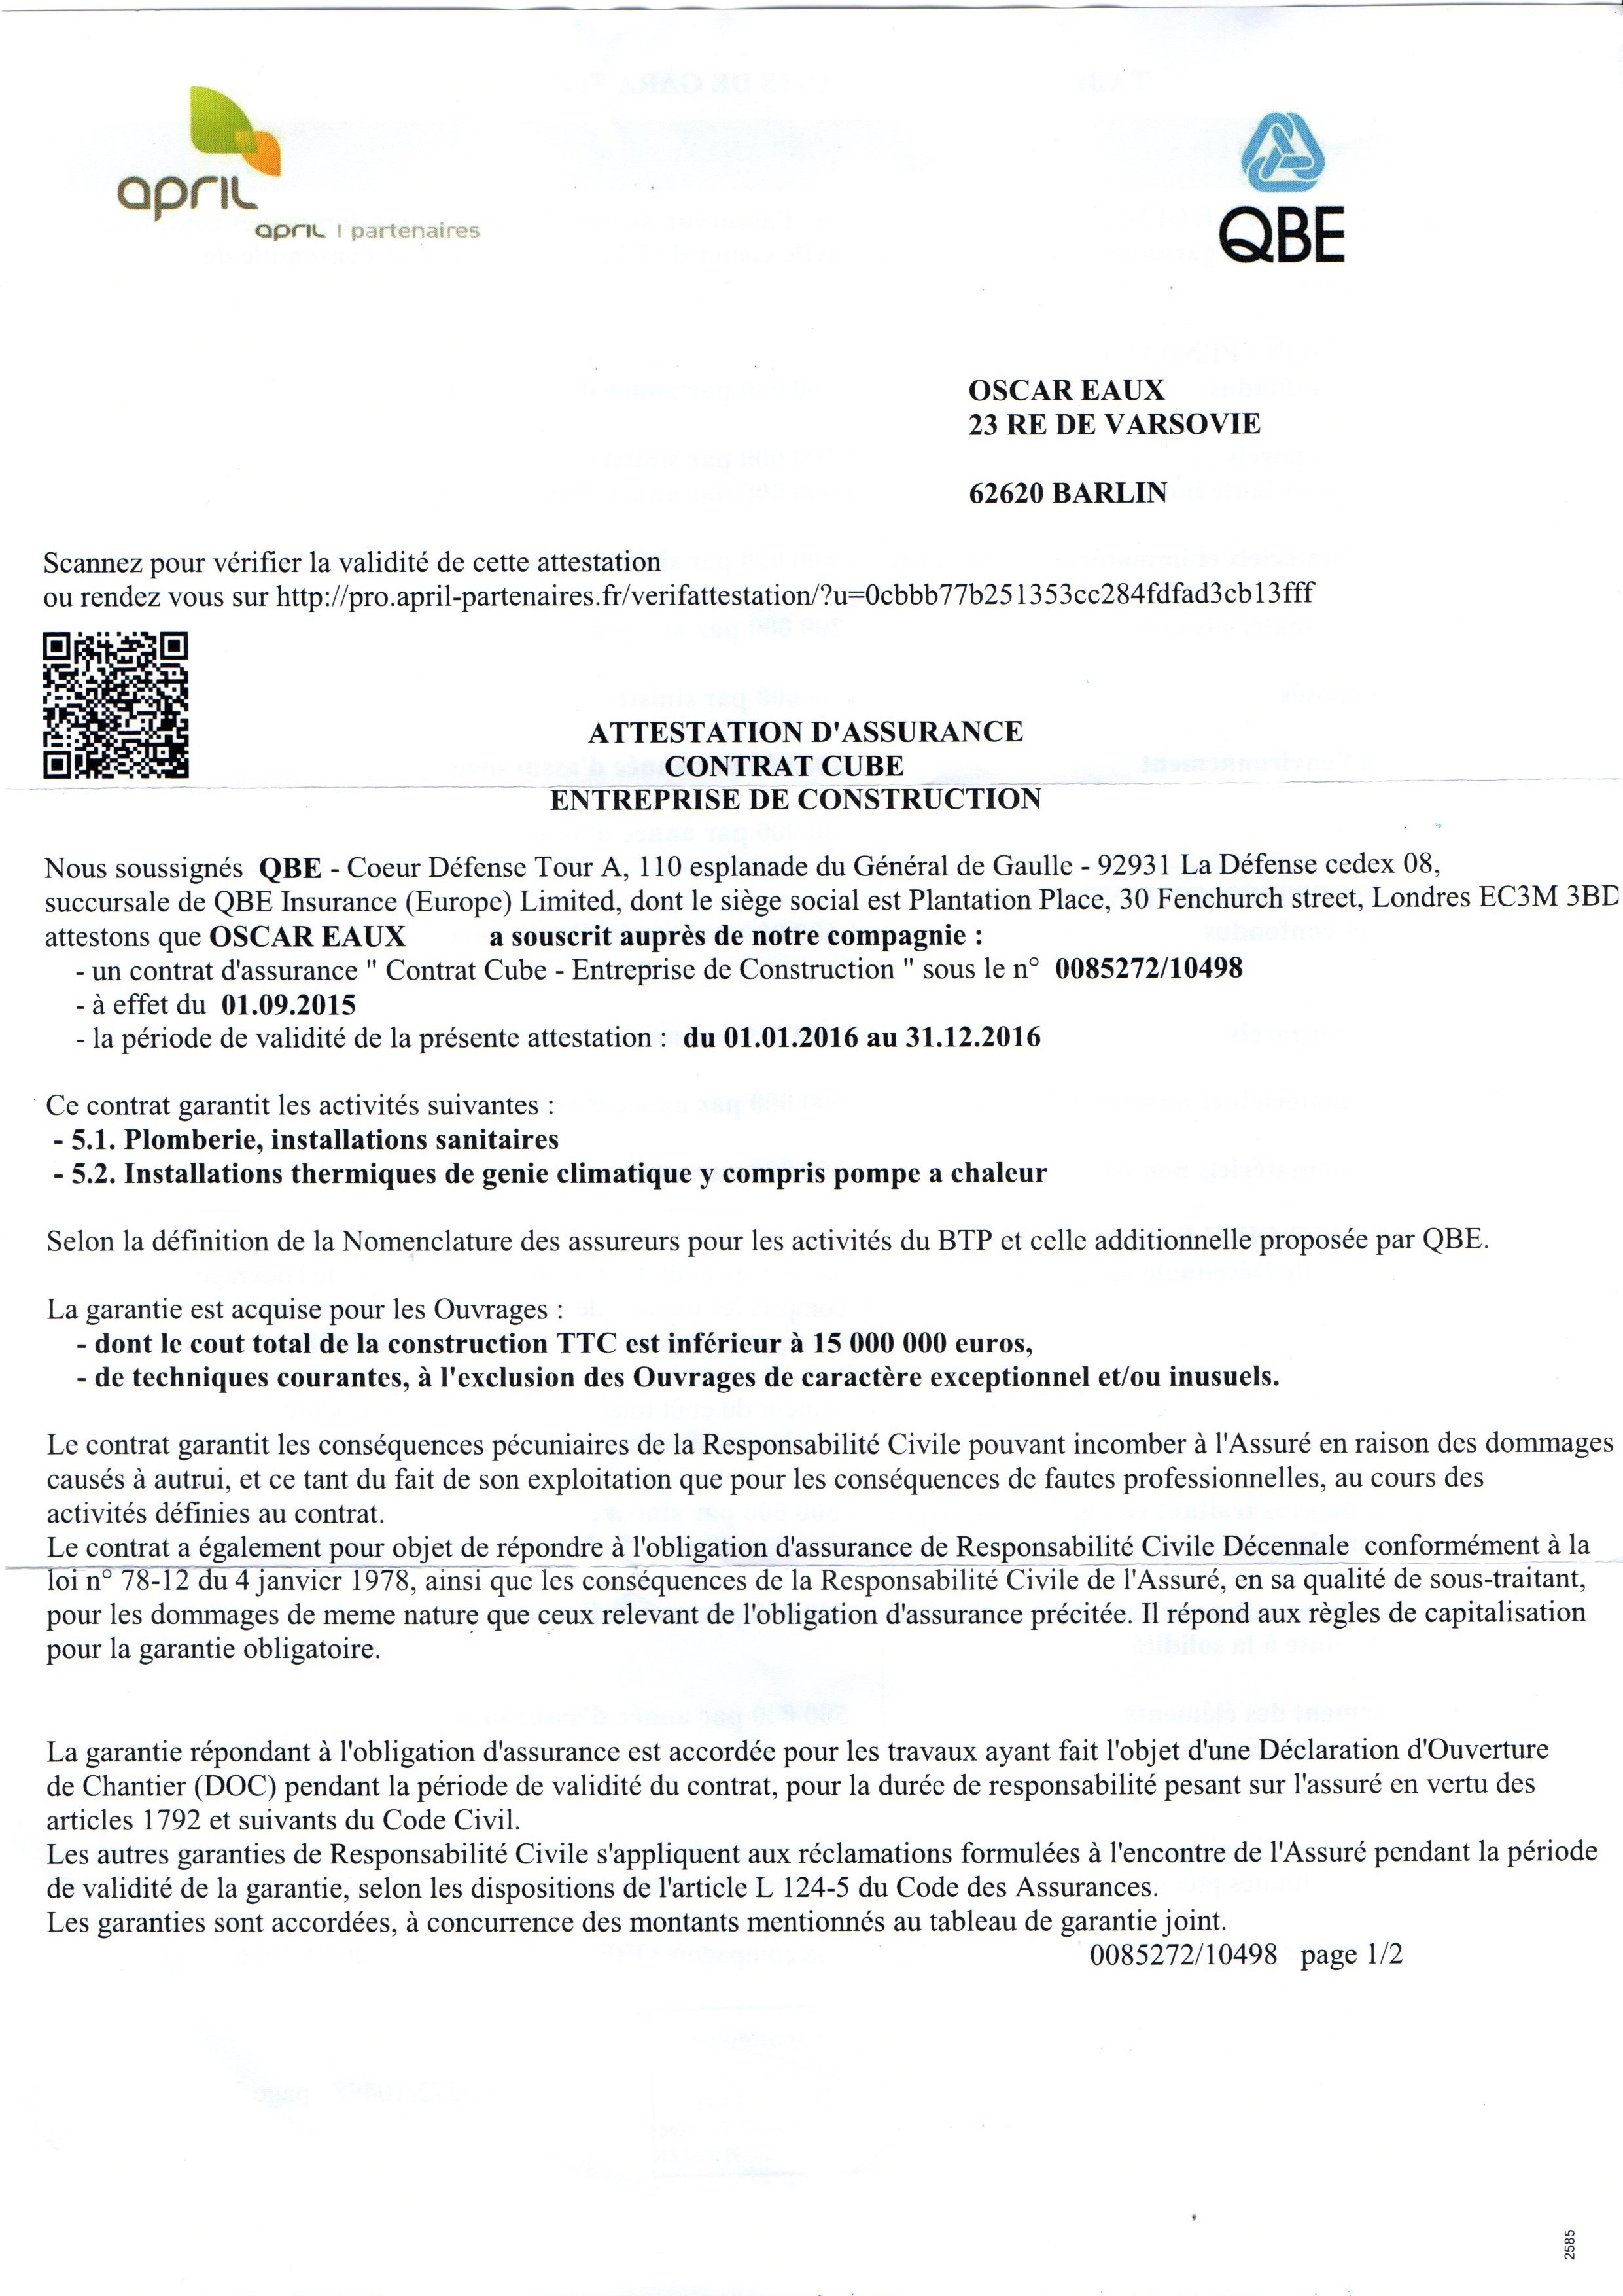 april
april | partenaires
QBE
OSCAR EAUX
23 RE DE VARSOVIE
62620 BARLIN
Scannez pour vérifier la validité de cette attestation
ou rendez vous sur http://pro.april-partenaires.fr/verifattestation/?u=0cbbb77b251353cc284fdfad3cb13fff
ATTESTATION D'ASSURANCE
CONTRAT CUBE
ENTREPRISE DE CONSTRUCTION
Nous soussignés QBE - Coeur Défense Tour A, 110 esplanade du Général de Gaulle - 92931 La Défense cedex 08,
succursale de QBE Insurance (Europe) Limited, dont le siège social est Plantation Place, 30 Fenchurch street, Londres EC3M 3BD
attestons que OSCAR EAUX a souscrit auprès de notre compagnie :
- un contrat d'assurance " Contrat Cube - Entreprise de Construction " sous le n° 0085272/10498
- à effet du 01.09.2015
- la période de validité de la présente attestation : du 01.01.2016 au 31.12.2016
Ce contrat garantit les activités suivantes :
- 5.1. Plomberie, installations sanitaires
- 5.2. Installations thermiques de genie climatique y compris pompe a chaleur
Selon la définition de la Nomenclature des assureurs pour les activités du BTP et celle additionnelle proposée par QBE.
La garantie est acquise pour les Ouvrages :
- dont le cout total de la construction TTC est inférieur à 15 000 000 euros,
- de techniques courantes, à l'exclusion des Ouvrages de caractère exceptionnel et/ou inusuels.
Le contrat garantit les conséquences pécuniaires de la Responsabilité Civile pouvant incomber à l'Assuré en raison des dommages
causés à autrui, et ce tant du fait de son exploitation que pour les conséquences de fautes professionnelles, au cours des
activités définies au contrat.
Le contrat a également pour objet de répondre à l'obligation d'assurance de Responsabilité Civile Décennale conformément à la
loi n° 78-12 du 4 janvier 1978, ainsi que les conséquences de la Responsabilité Civile de l'Assuré, en sa qualité de sous-traitant,
pour les dommages de meme nature que ceux relevant de l'obligation d'assurance précitée. Il répond aux règles de capitalisation
pour la garantie obligatoire.
La garantie répondant à l'obligation d'assurance est accordée pour les travaux ayant fait l'objet d'une Déclaration d'Ouverture
de Chantier (DOC) pendant la période de validité du contrat, pour la durée de responsabilité pesant sur l'assuré en vertu des
articles 1792 et suivants du Code Civil.
Les autres garanties de Responsabilité Civile s'appliquent aux réclamations formulées à l'encontre de l'Assuré pendant la période
de validité de la garantie, selon les dispositions de l'article L 124-5 du Code des Assurances.
Les garanties sont accordées, à concurrence des montants mentionnés au tableau de garantie joint.
0085272/10498 page 1/2
2585